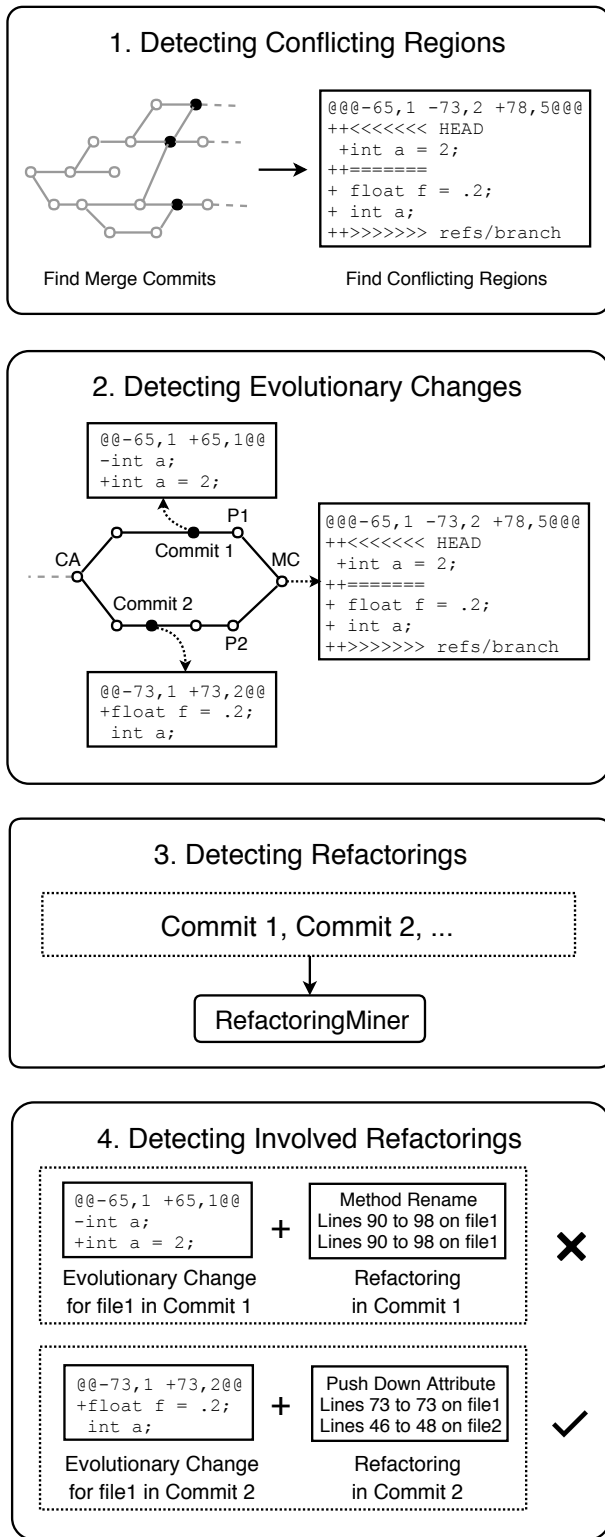 1. Detecting Conflicting Regions
@@@-65,1 -73,2 +78,5@@@
++<<<<<<< HEAD
 +int a = 2;
++=======
+ float f = .2;
+ int a;
++>>>>>>> refs/branch
Find Merge Commits
Find Conflicting Regions
2. Detecting Evolutionary Changes
@@-65,1 +65,1@@
-int a;
+int a = 2;
P1
Commit 1
CA
MC
Commit 2
P2
@@@-65,1 -73,2 +78,5@@@
++<<<<<<< HEAD
 +int a = 2;
++=======
+ float f = .2;
+ int a;
++>>>>>>> refs/branch
@@-73,1 +73,2@@
+float f = .2;
 int a;
3. Detecting Refactorings
Commit 1, Commit 2, ...
RefactoringMiner
4. Detecting Involved Refactorings
@@-65,1 +65,1@@
-int a;
+int a = 2;
+
Method Rename
Lines 90 to 98 on file1
Lines 90 to 98 on file1
Evolutionary Change
for file1 in Commit 1
Refactoring
in Commit 1
@@-73,1 +73,2@@
+float f = .2;
 int a;
+
Push Down Attribute
Lines 73 to 73 on file1
Lines 46 to 48 on file2
Evolutionary Change
for file1 in Commit 2
Refactoring
in Commit 2